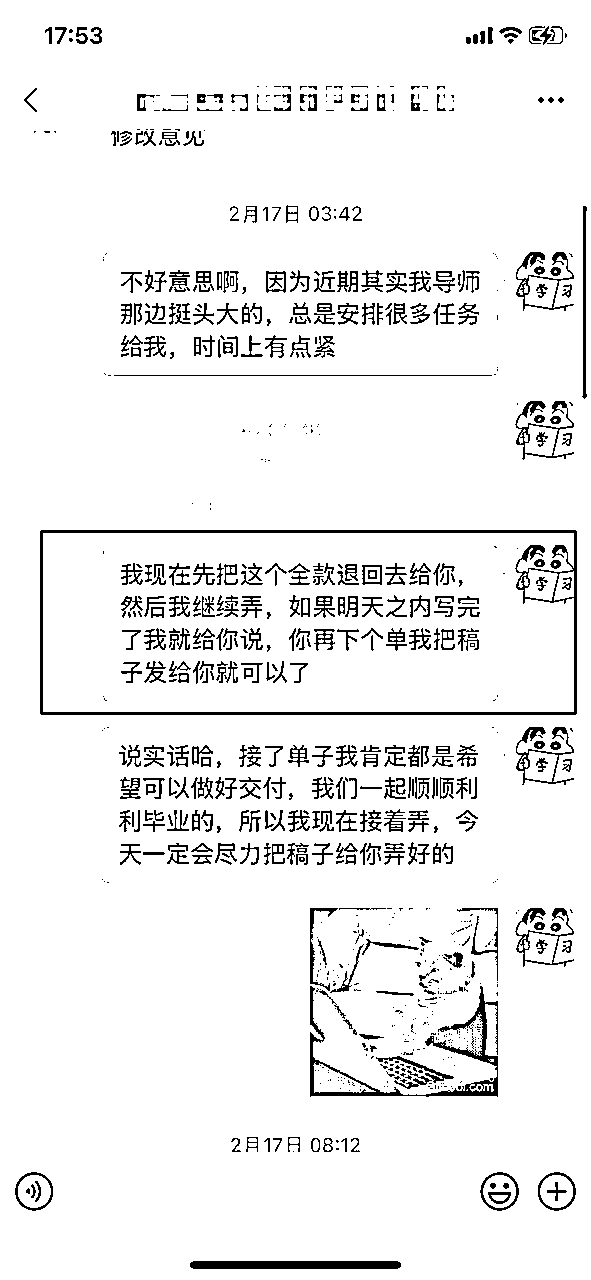 17:53
修改意见
2月17日 03:42
不好意思啊，因为近期其实我导师
那边挺头大的，总是安排很多任务
给我，时间上有点紧
学习
学习
我现在先把这个全款退回去给你，
然后我继续弄，如果明天之内写完
了我就给你说，你再下个单我把稿
子发给你就可以了
学习
说实话哈，接了单子我肯定都是希
望可以做好交付，我们一起顺顺利
利毕业的，所以我现在接着弄，今
天一定会尽力把稿子给你弄好的
学习
学习
2月17日 08:12